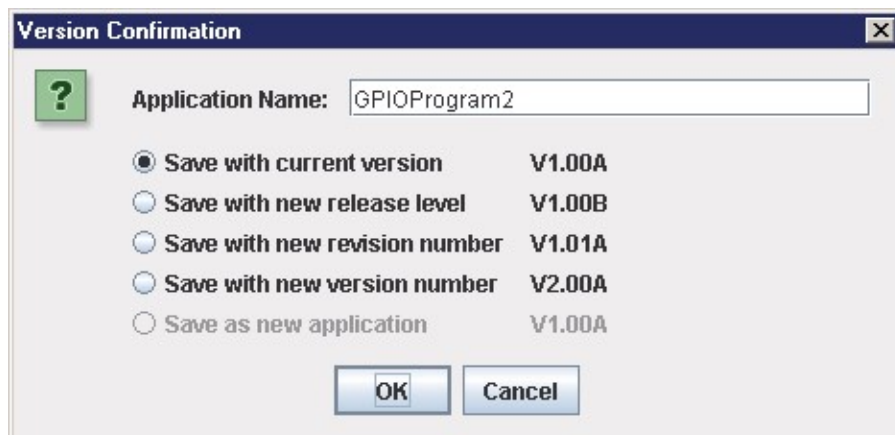 Version Confirmation
?
Application Name: GPIOProgram2
Save with current version V1.00A
Save with new release level V1.00B
Save with new revision number V1.01A
Save with new version number V2.00A
Save as new application V1.00A
OK Cancel